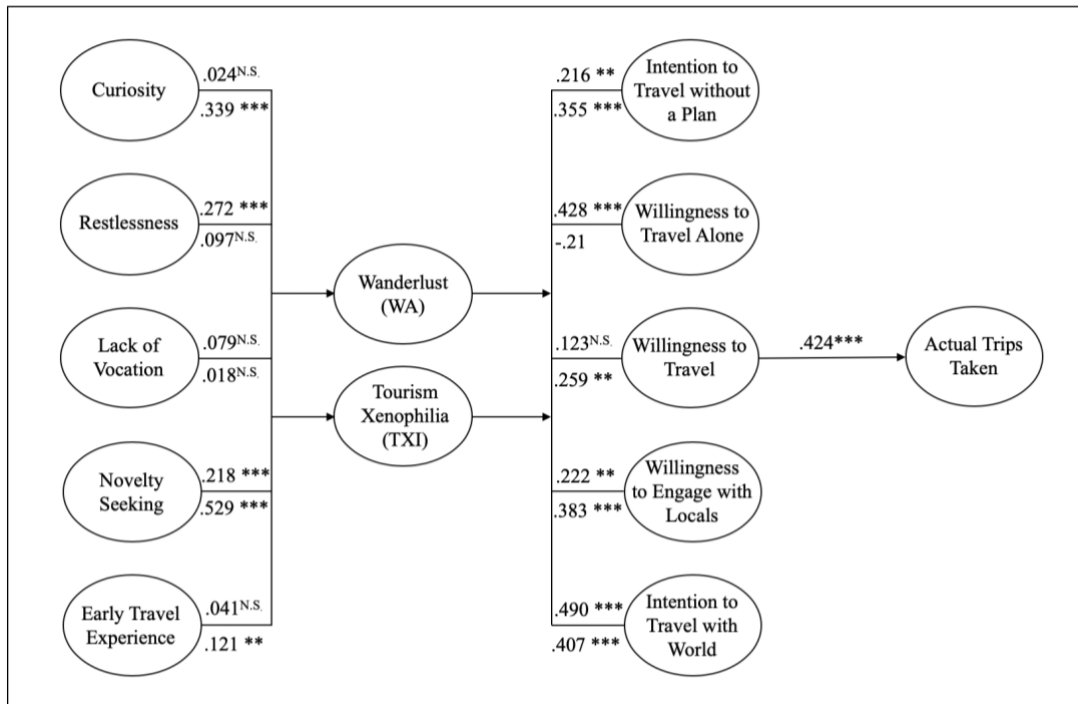 Curiosity
.024N.S.
.339 ***
Restlessness
.272 ***
.097N.S.
Lack of
Vocation
.079N.S.
.018N.S.
Novelty
Seeking
.218 ***
.529 ***
Early Travel
Experience
.041N.S.
.121 **
Wanderlust
(WA)
Tourism
Xenophilia
(TXI)
.216 **
.355 ***
Intention to
Travel without
a Plan
.428 ***
-.21
Willingness to
Travel Alone
.123N.S.
.259 **
Willingness to
Travel
.424***
Actual Trips
Taken
.222 **
.383 ***
Willingness
to Engage with
Locals
.490 ***
.407 ***
Intention to
Travel with
World